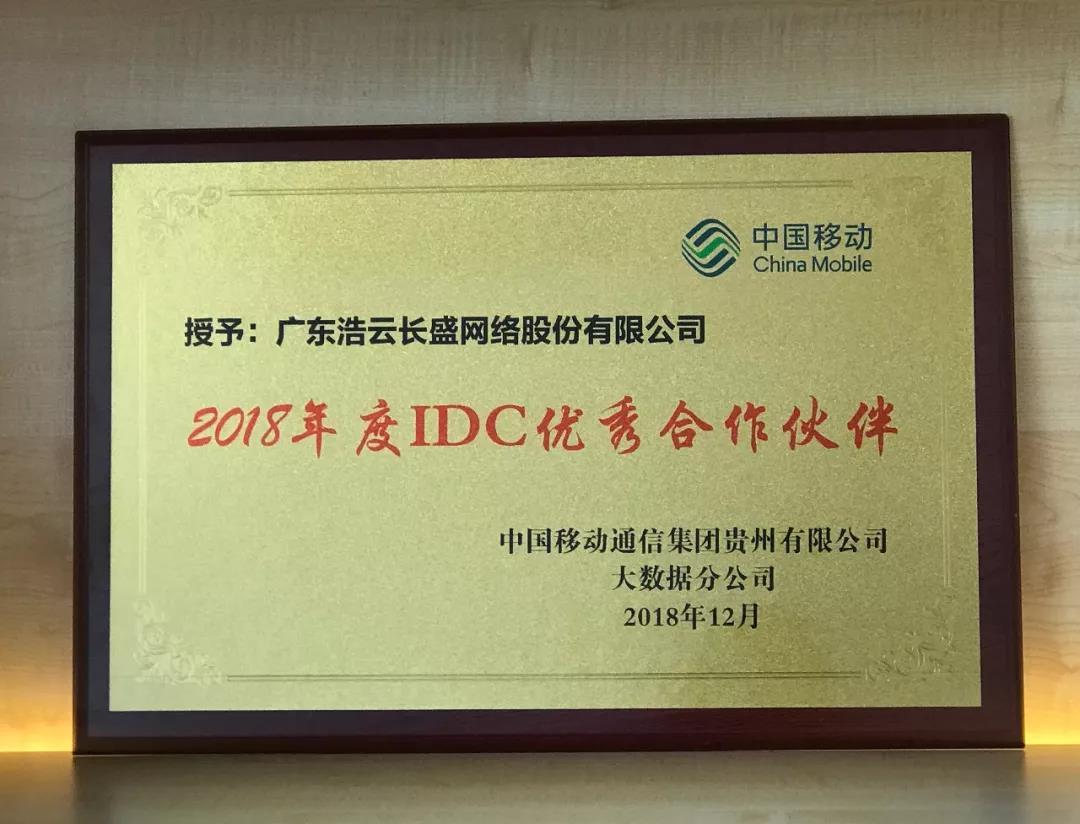 中国移动
China Mobile
授予：广东浩云长盛网络股份有限公司
2018年度IDC优秀合作伙伴
中国移动通信集团贵州有限公司
大数据分公司
2018年12月